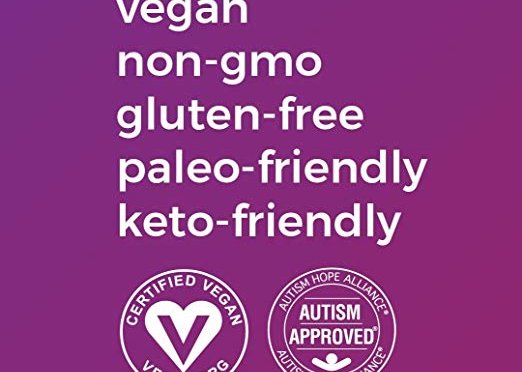 vegan
non-gmo
gluten-free
paleo-friendly
keto-friendly
CERTIFIED VEGAN
V
AUTISM HOPE ALLIANCE®
AUTISM
APPROVED®